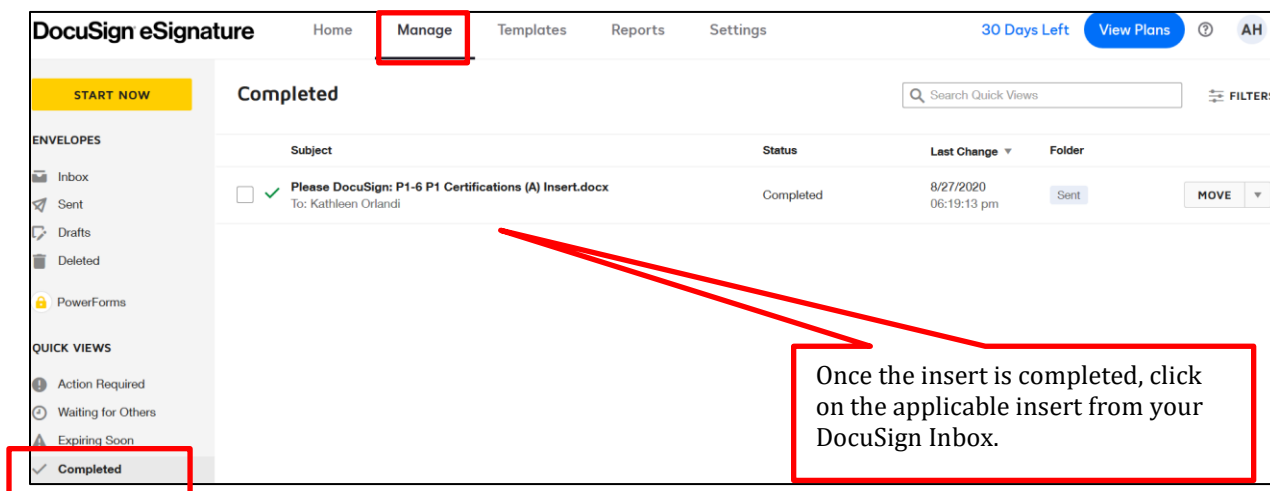 DocuSign eSignature Home Manage Templates Reports Settings 30 Days Left View Plans ? AH
START NOW
Completed
Search Quick Views
FILTERS
ENVELOPES
Subject Status Last Change Folder
Inbox
Sent
Drafts
Deleted
PowerForms
Please DocuSign: P1-6 P1 Certifications (A) Insert.docx
To: Kathleen Orlandi
Completed
8/27/2020
06:19:13 pm
Sent
MOVE
QUICK VIEWS
Action Required
Waiting for Others
Expiring Soon
Completed
Once the insert is completed, click
on the applicable insert from your
DocuSign Inbox.